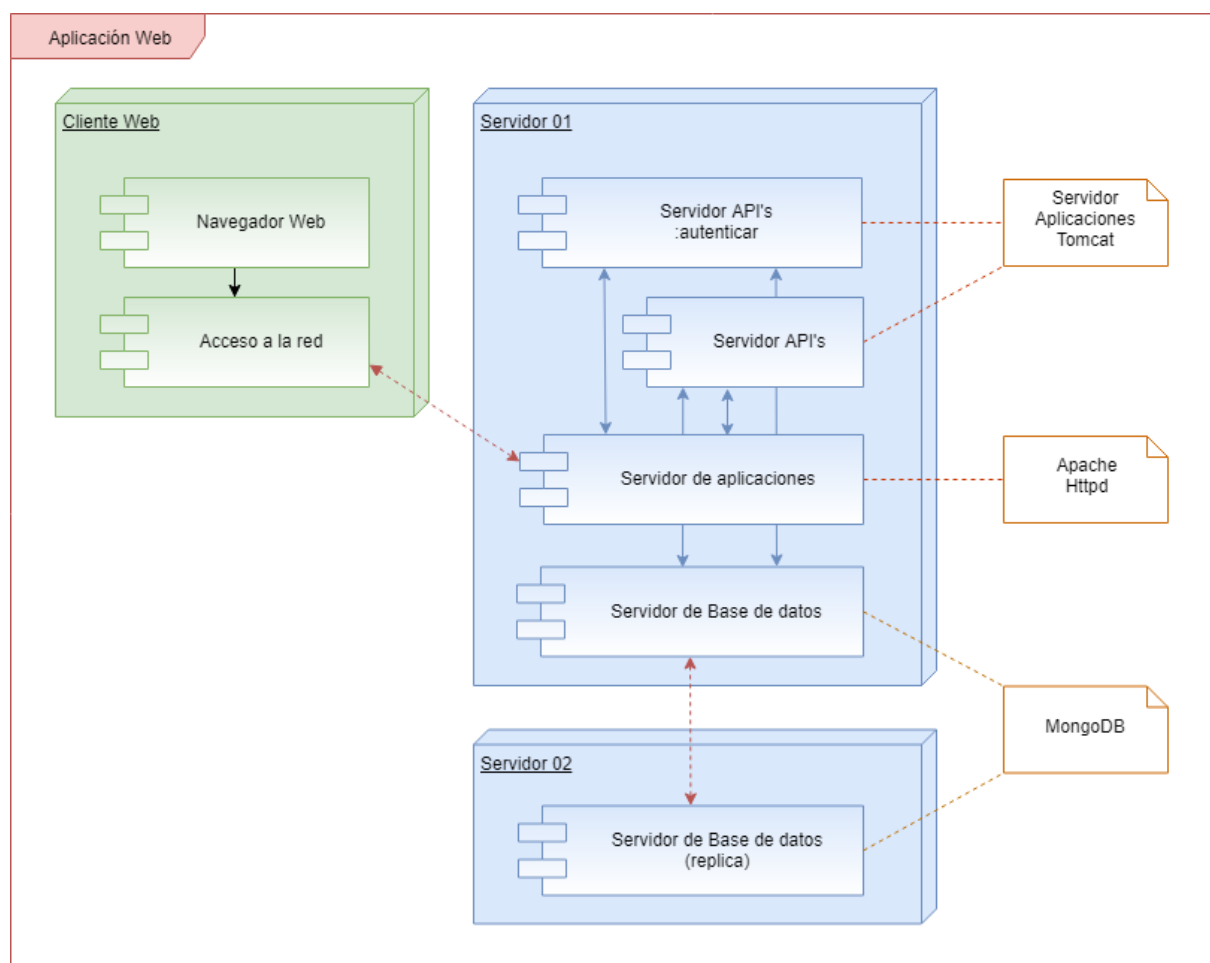 Aplicación Web
Cliente Web
Navegador Web
Acceso a la red
Servidor 01
Servidor API's
:autenticar
Servidor API's
Servidor de aplicaciones
Servidor de Base de datos
Servidor
Aplicaciones
Tomcat
Apache
Httpd
MongoDB
Servidor 02
Servidor de Base de datos
(replica)